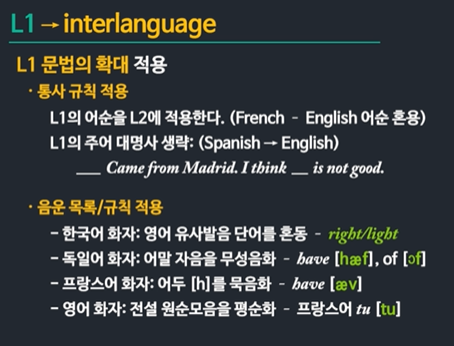 L1 → interlanguage
L1 문법의 확대 적용
· 통사 규칙 적용
L1의 어순을 L2에 적용한다. (French – English 어순 혼용)
L1의 주어 대명사 생략: (Spanish → English)
___ Came from Madrid. I think __ is not good.
· 음운 목록/규칙 적용
– 한국어 화자: 영어 유사발음 단어를 혼동 – right/light
– 독일어 화자: 어말 자음을 무성음화 – have [hæf], of [ɔf]
– 프랑스어 화자: 어두 [h]를 묵음화 – have [æv]
– 영어 화자: 전설 원순모음을 평순화 – 프랑스어 tu [tu]